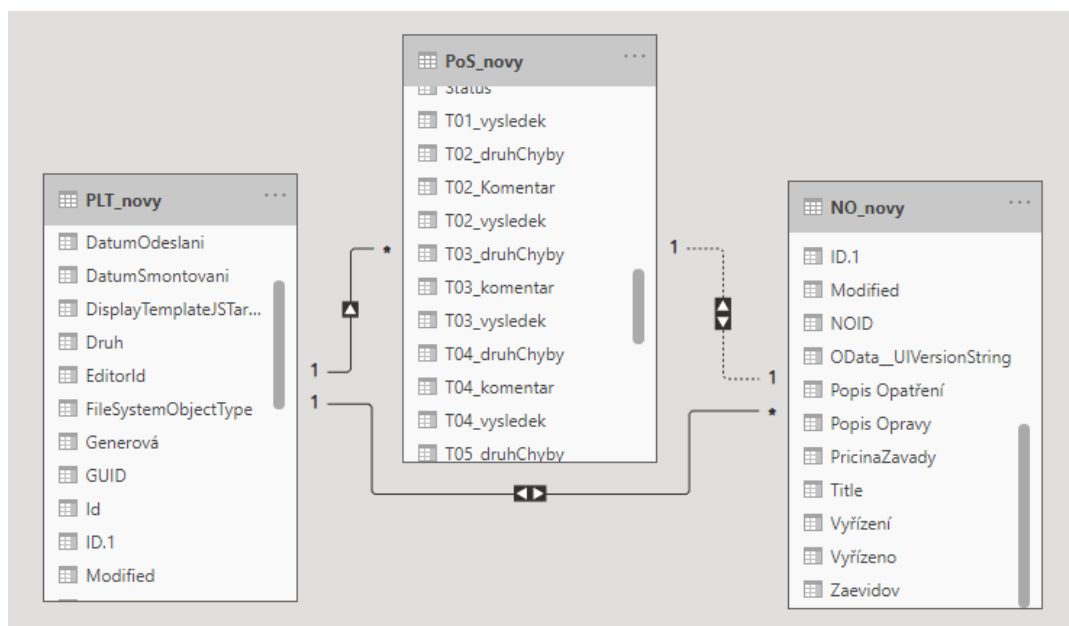 PoS_novy
Status
T01_vysledek
T02_druhChyby
T02_Komentar
T02_vysledek
T03_druhChyby
T03_komentar
T03_vysledek
T04_druhChyby
T04_komentar
T04_vysledek
T05_druhChyby
PLT_novy
DatumOdeslani
DatumSmontovani
DisplayTemplateJSTar...
Druh
EditorId
FileSystemObjectType
Generová
GUID
Id
ID.1
Modified
NO_novy
ID.1
Modified
NOID
OData__UIVersionString
Popis Opatření
Popis Opravy
PricinaZavady
Title
Vyřízení
Vyřízeno
Zaevidov
1
*
1
*
1
1